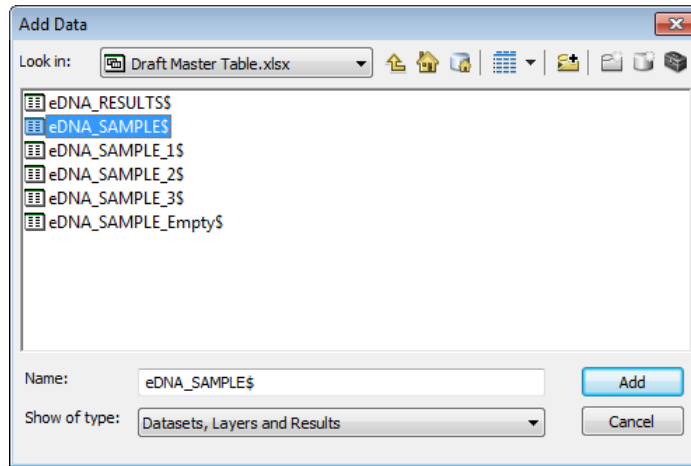 Add Data
Look in: Draft Master Table.xlsx
eDNA_RESULTS$
eDNA_SAMPLE$
eDNA_SAMPLE_1$
eDNA_SAMPLE_2$
eDNA_SAMPLE_3$
eDNA_SAMPLE_Empty$
Name: eDNA_SAMPLE$ Add
Show of type: Datasets, Layers and Results Cancel